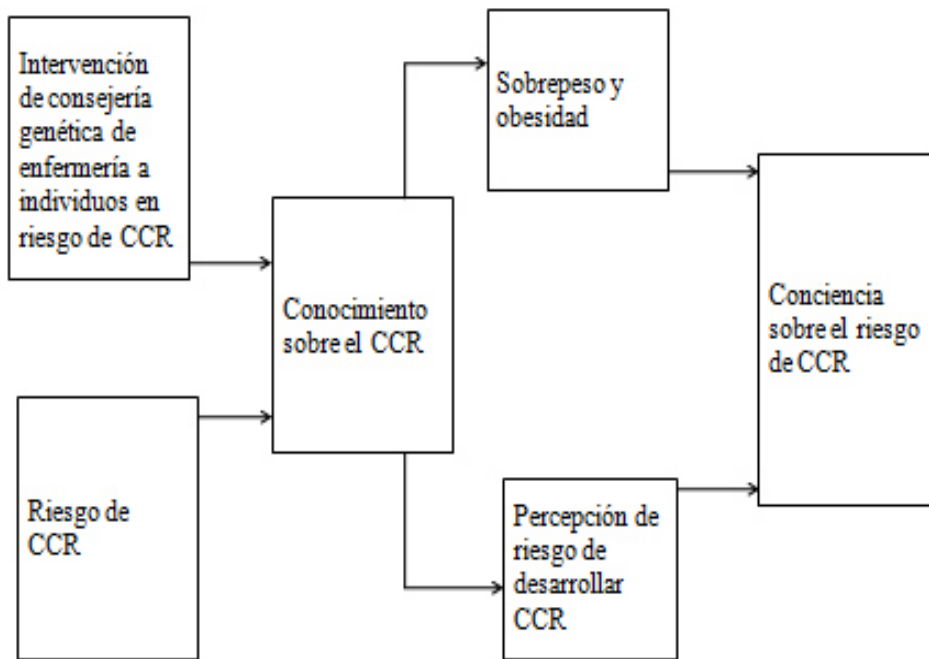 Intervención
de consejería
genética de
enfermería a
individuos en
riesgo de CCR
Riesgo de
CCR
Conocimiento
sobre el CCR
Sobrepeso y
obesidad
Percepción de
riesgo de
desarrollar
CCR
Conciencia
sobre el riesgo
de CCR